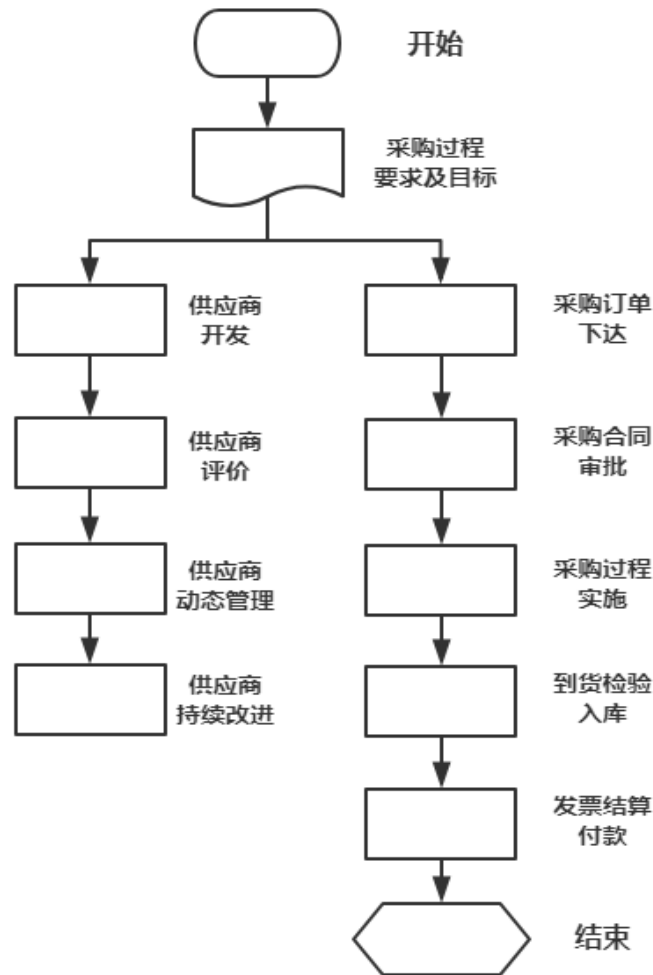 开始
采购过程
要求及目标
供应商
开发
供应商
评价
供应商
动态管理
供应商
持续改进
采购订单
下达
采购合同
审批
采购过程
实施
到货检验
入库
发票结算
付款
结束